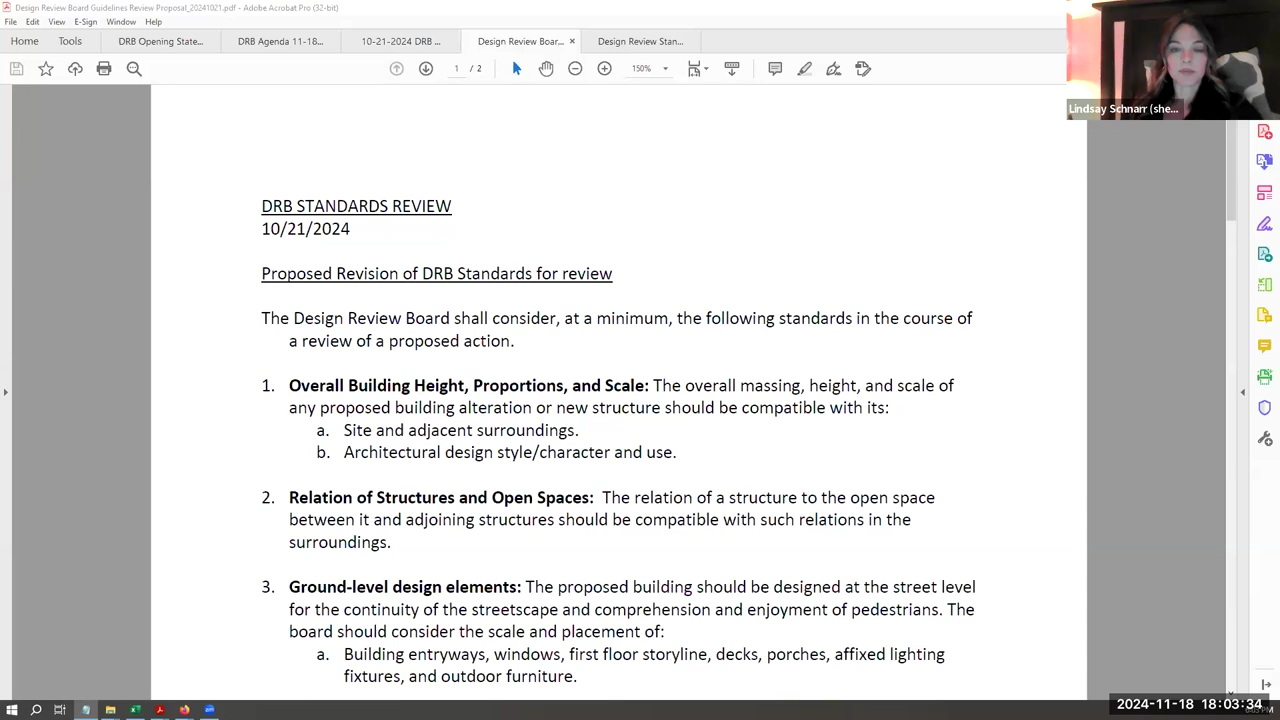 Design Review Board Guidelines Review Proposal_20241021.pdf - Adobe Acrobat Pro (32-bit)
File Edit View E-Sign Window Help
Home Tools DRB Opening State... DRB Agenda 11-18... 10-21-2024 DRB ... Design Review Boar... × Design Review Stan...
1 / 2 150%
Lindsay Schnarr (she...
DRB STANDARDS REVIEW
10/21/2024
Proposed Revision of DRB Standards for review
The Design Review Board shall consider, at a minimum, the following standards in the course of
a review of a proposed action.
1. Overall Building Height, Proportions, and Scale: The overall massing, height, and scale of
any proposed building alteration or new structure should be compatible with its:
a. Site and adjacent surroundings.
b. Architectural design style/character and use.
2. Relation of Structures and Open Spaces: The relation of a structure to the open space
between it and adjoining structures should be compatible with such relations in the
surroundings.
3. Ground-level design elements: The proposed building should be designed at the street level
for the continuity of the streetscape and comprehension and enjoyment of pedestrians. The
board should consider the scale and placement of:
a. Building entryways, windows, first floor storyline, decks, porches, affixed lighting
fixtures, and outdoor furniture.
2024-11-18 18:03:34